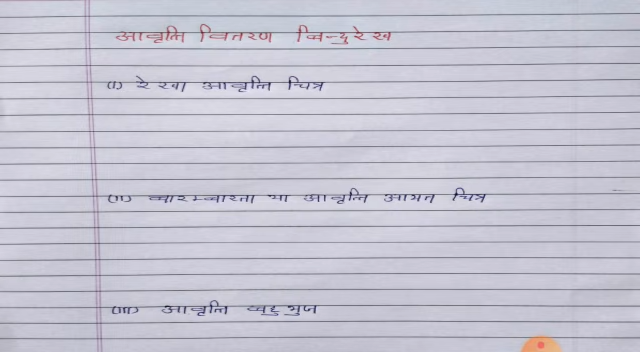 आवृत्ति वितरण बिन्दुरेख
(I) रेखा आवृत्ति चित्र
(II) बारम्बारता या आवृत्ति आयत चित्र
(III) आवृत्ति बहुभुज